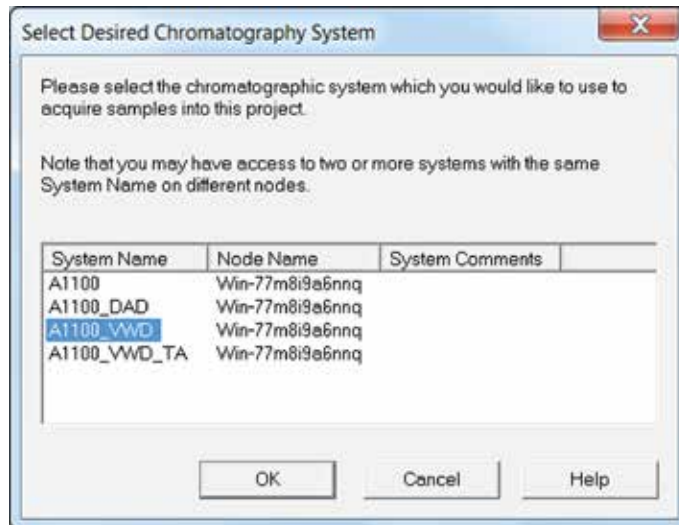 Select Desired Chromatography System
Please select the chromatographic system which you would like to use to
acquire samples into this project.
Note that you may have access to two or more systems with the same
System Name on different nodes.
System Name Node Name System Comments
A1100 Win-77m8i9a6nnq
A1100_DAD Win-77m8i9a6nnq
A1100_VWD Win-77m8i9a6nnq
A1100_VWD_TA Win-77m8i9a6nnq
OK Cancel Help